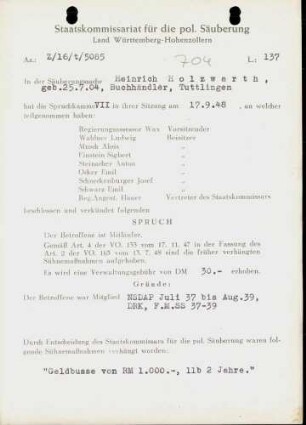 Staatskommissariat für die pol. Säuberung
Land Württemberg-Hohenzollern
Az.: Z/16/t/5085 704 L: 137
In der Säuberungssache Heinrich Holzwarth,
geb.25.7.04, Buchhändler, Tuttlingen
hat die Spruchkammer VII in ihrer Sitzung am 17.9.48 , an welcher
teilgenommen haben:
Regierungsassessor Wax Vorsitzender
Waldner Ludwig Beisitzer
Munsh Alois „
Epstein Sigbert „
Steinacher Anton „
Osker Emil „
Schneckenburger Josef „
Schwarz Emil „
Reg.Angest. Hauer Vertreter des Staatskommissars
beschlossen und verkündet folgenden
SPRUCH
Der Betroffene ist Mitläufer.
Gemäß Art. 4 der VO. 133 vom 17. 11. 47 in der Fassung des
Art. 2 der VO. 165 vom 13. 7. 48 sind die früher verhängten
Sühnemaßnahmen aufgehoben.
Es wird eine Verwaltungsgebühr von DM 30.- erhoben.
Gründe:
Der Betroffene war Mitglied NSDAP Juli 37 bis Aug.39,
DRK, F.M.SS 37-39
Durch Entscheidung des Staatskommissars für die pol. Säuberung waren fol-
gende Sühnemaßnahmen verhängt worden:
"Geldbusse von RM 1.000.-, 11b 2 Jahre."